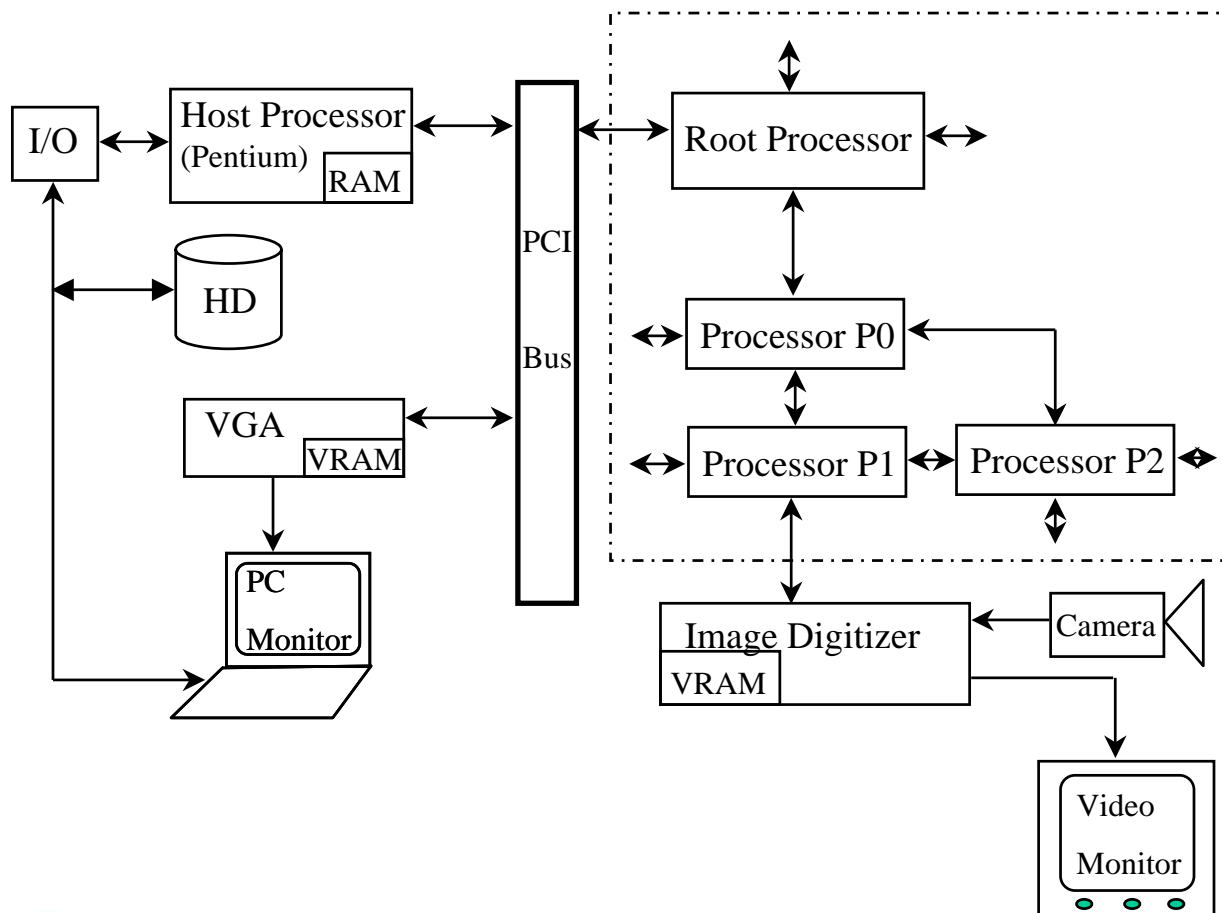 I/O
Host Processor
(Pentium)
RAM
HD
VGA
VRAM
PC
Monitor
PCI
Bus
Root Processor
Processor P0
Processor P1
Processor P2
Image Digitizer
VRAM
Camera
Video
Monitor